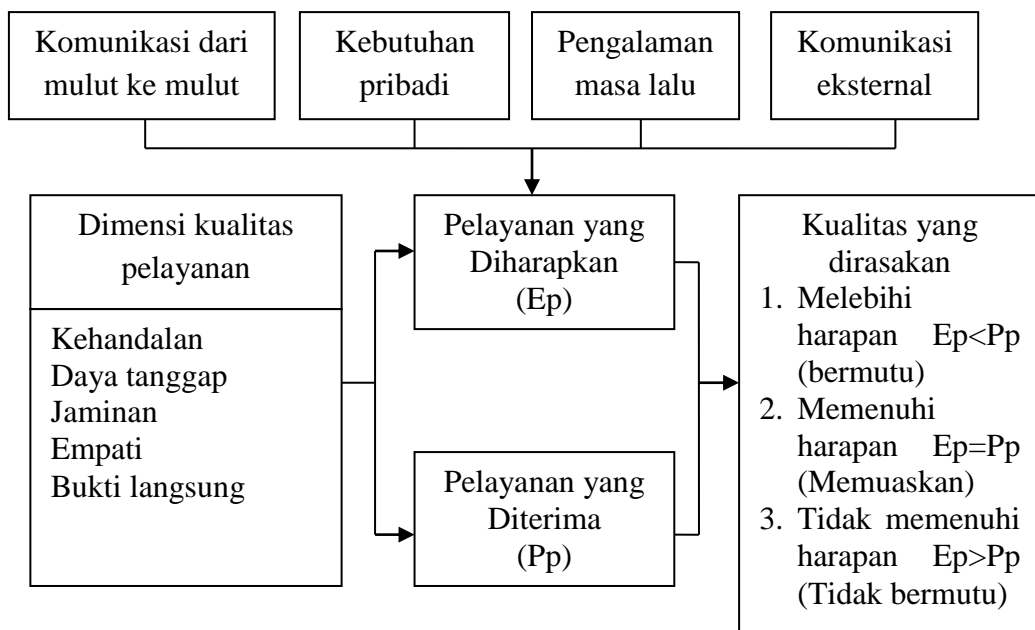 Komunikasi dari
mulut ke mulut
Kebutuhan
pribadi
Pengalaman
masa lalu
Komunikasi
eksternal
Dimensi kualitas
pelayanan
Kehandalan
Daya tanggap
Jaminan
Empati
Bukti langsung
Pelayanan yang
Diharapkan
(Ep)
Pelayanan yang
Diterima
(Pp)
Kualitas yang
dirasakan
1. Melebihi
harapan Ep<Pp
(bermutu)
2. Memenuhi
harapan Ep=Pp
(Memuaskan)
3. Tidak memenuhi
harapan Ep>Pp
(Tidak bermutu)